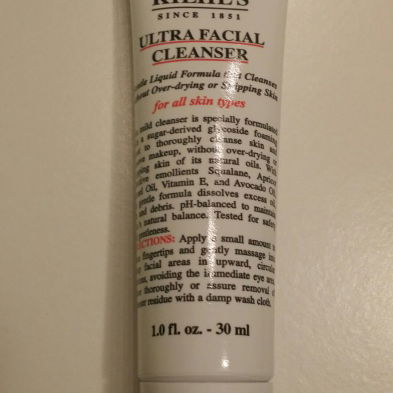 KIEHL'S
SINCE 1851
ULTRA FACIAL
CLEANSER
Liquid Formula that Cleanses
Over-drying or Stripping Skin
for all skin types
mild cleanser is specially formulated
a sugar-derived glycoside foaming
to thoroughly cleanse skin and
makeup, without over-drying or
skin of its natural oils. With
emollients Squalane, Apricot
Oil, Vitamin E, and Avocado Oil,
gentle formula dissolves excess oil,
and debris. pH-balanced to maintain
natural balance. Tested for safety
gentleness.
Apply a small amount to
fingertips and gently massage into
facial areas in upward, circular
avoiding the immediate eye area.
thoroughly or assure removal of
residue with a damp wash cloth.
1.0 fl. oz. - 30 ml